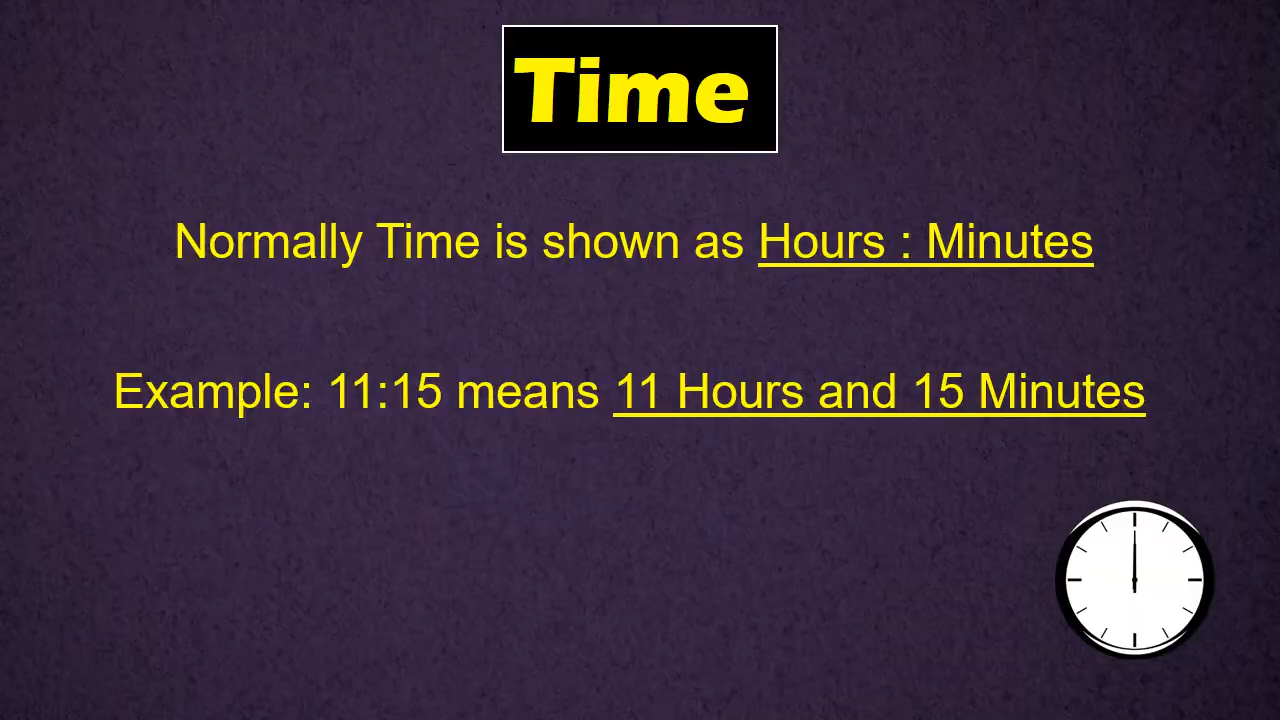 Time
Normally Time is shown as Hours : Minutes
Example: 11:15 means 11 Hours and 15 Minutes